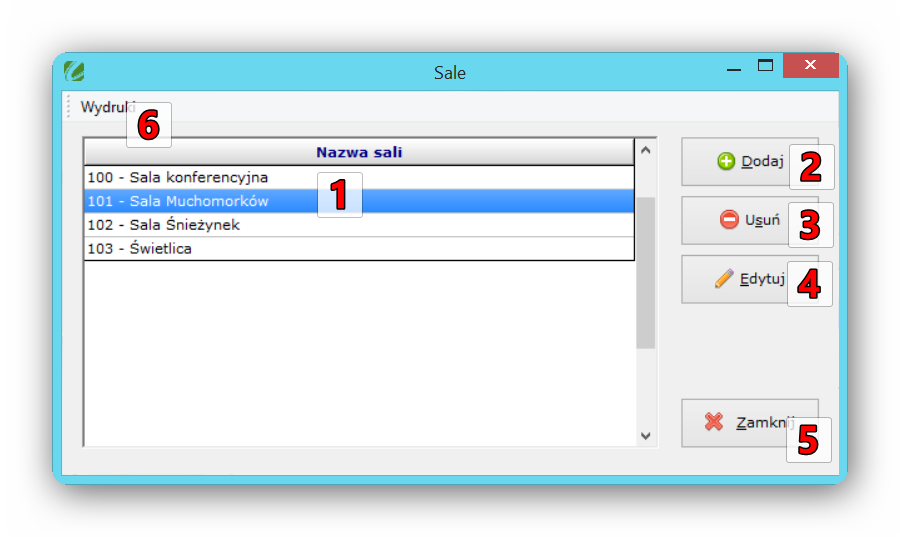 Sale
Wydruki
6
Nazwa sali
100 - Sala konferencyjna
1
101 - Sala Muchomorków
102 - Sala Śnieżynek
103 - Świetlica
Dodaj
2
Usuń
3
Edytuj
4
Zamknij
5